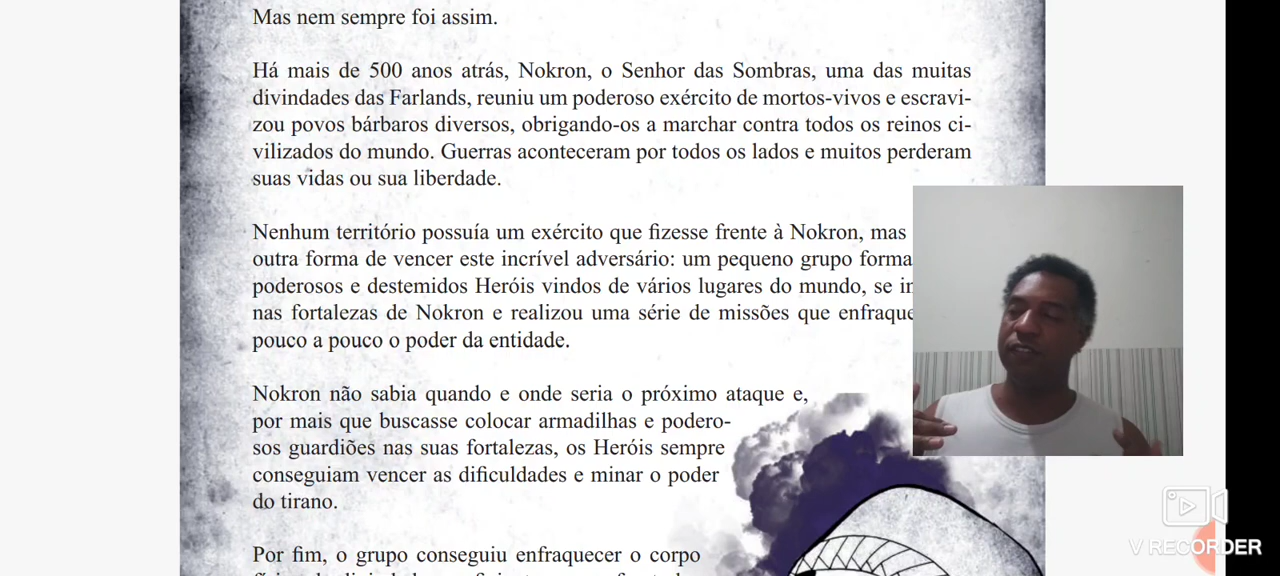 Mas nem sempre foi assim.
Há mais de 500 anos atrás, Nokron, o Senhor das Sombras, uma das muitas
divindades das Farlands, reuniu um poderoso exército de mortos-vivos e escravi-
zou povos bárbaros diversos, obrigando-os a marchar contra todos os reinos ci-
vilizados do mundo. Guerras aconteceram por todos os lados e muitos perderam
suas vidas ou sua liberdade.
Nenhum território possuía um exército que fizesse frente à Nokron, mas
outra forma de vencer este incrível adversário: um pequeno grupo forma
poderosos e destemidos Heróis vindos de vários lugares do mundo, se in
nas fortalezas de Nokron e realizou uma série de missões que enfraque
pouco a pouco o poder da entidade.
Nokron não sabia quando e onde seria o próximo ataque e,
por mais que buscasse colocar armadilhas e podero-
sos guardiões nas suas fortalezas, os Heróis sempre
conseguiam vencer as dificuldades e minar o poder
do tirano.
Por fim, o grupo conseguiu enfraquecer o corpo
V RECORDER